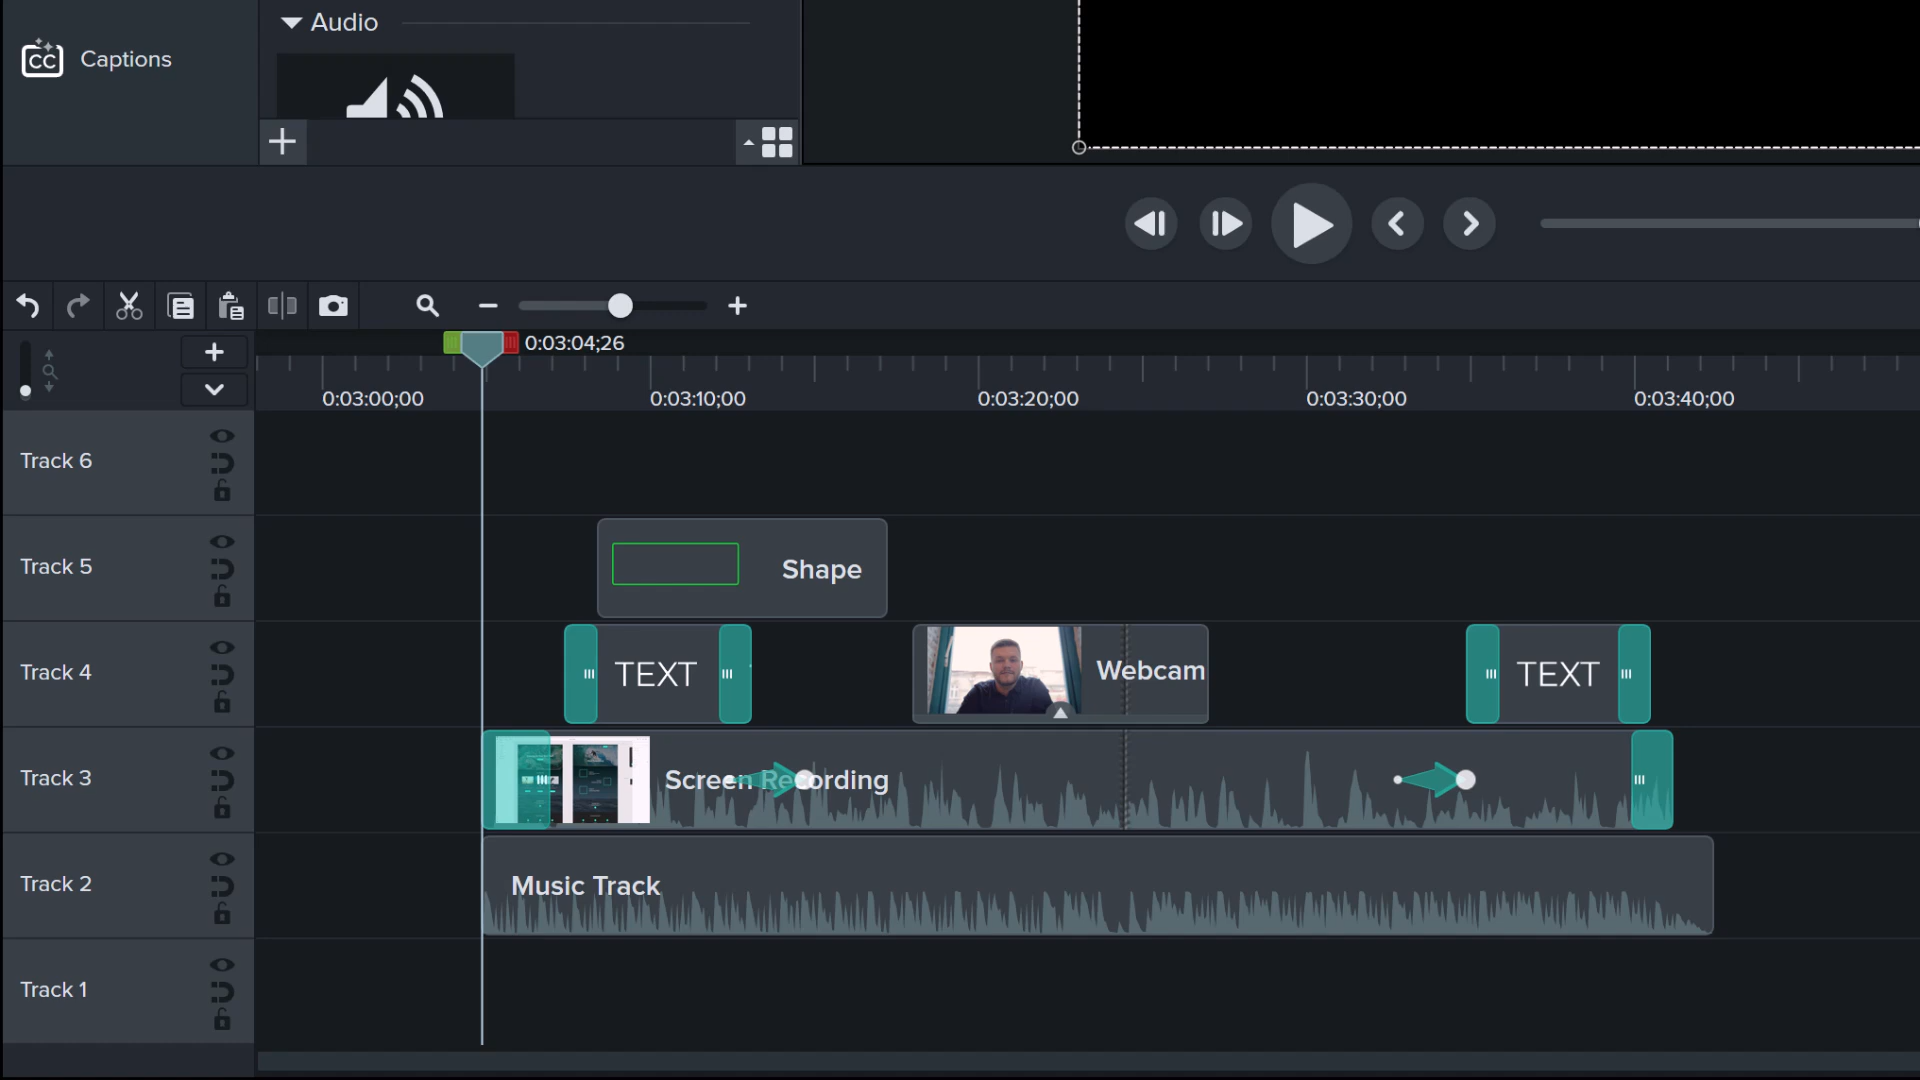 Audio
CC Captions
0:03:04;26
0:03:00;00 0:03:10;00 0:03:20;00 0:03:30;00 0:03:40;00
Track 6
Track 5
Shape
Track 4
TEXT Webcam TEXT
Track 3
Screen Recording
Track 2
Music Track
Track 1